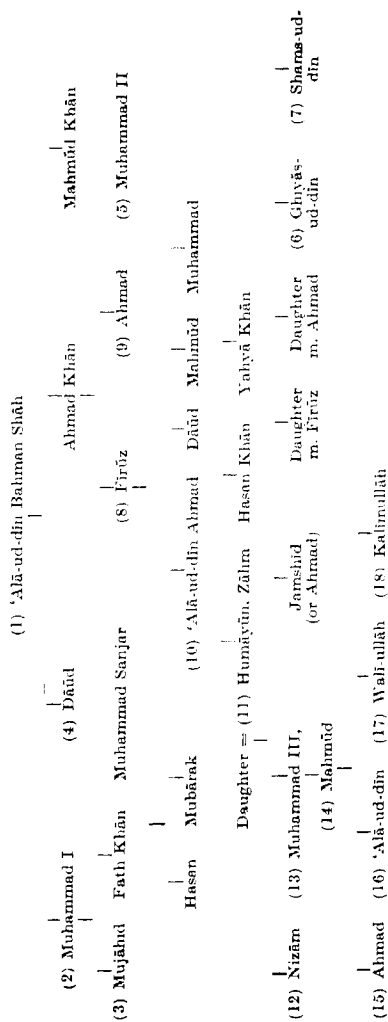 (1) ‘Alā-ud-dīn Bahman Shāh
(2) Muhammad I (4) Dāūd Ahmad Khān Mahmūd Khān
(3) Mujāhid Fath Khān Muhammad Sanjar (8) Fīrūz (9) Ahmad (5) Muhammad II
Hasan Mubārak (10) ‘Alā-ud-dīn Ahmad Dāūd Mahmūd Muhammad
Daughter = (11) Humāyūn, Zālim Hasan Khān Yahyā Khān
(12) Nizām (13) Muhammad III, Jamshid Daughter Daughter (6) Ghiyās- (7) Shams-ud-
(or Ahmad) m. Fīrūz m. Ahmad ud-dīn dīn
(14) Mahmūd
(15) Ahmad (16) ‘Alā-ud-dīn (17) Walī-ullāh (18) Kalīmullāh